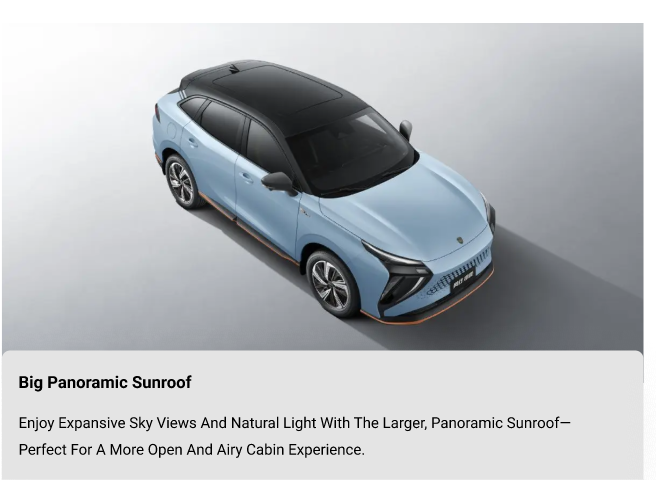 Big Panoramic Sunroof
Enjoy Expansive Sky Views And Natural Light With The Larger, Panoramic Sunroof—
Perfect For A More Open And Airy Cabin Experience.